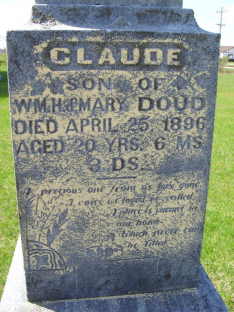 CLAUDE
SON OF
WM. H. & MARY DOUD
DIED APRIL 25, 1896
AGED 20 YRS. 6 MS.
3 DS.
A precious one from us has gone
A voice we loved is stilled
A place is vacant in
our home
Which never can
be filled